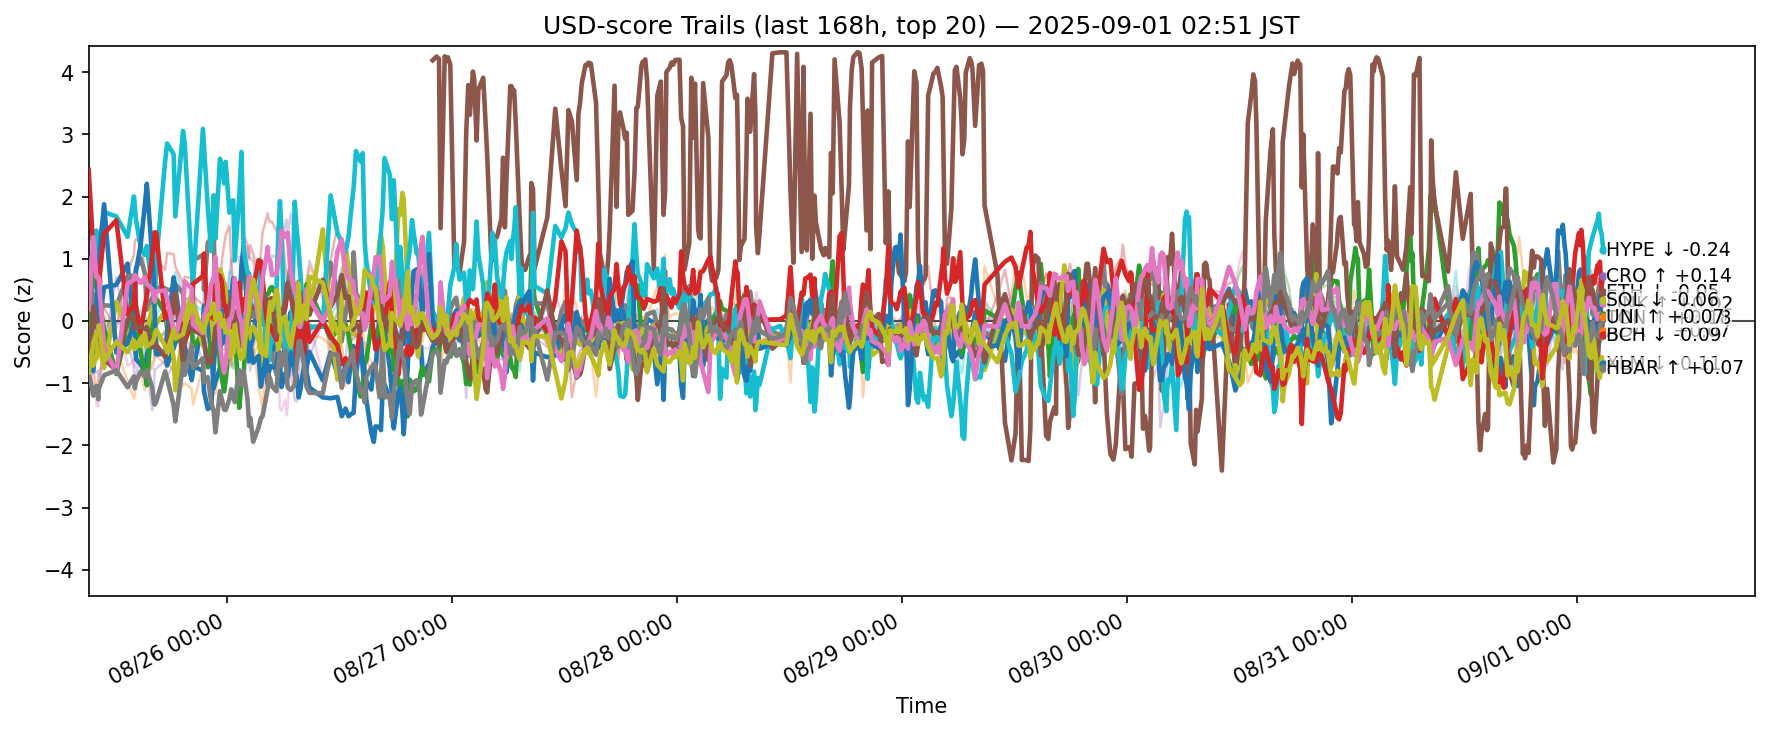 USD-score Trails (last 168h, top 20) — 2025-09-01 02:51 JST
Score (z)
4
3
2
1
0
−1
−2
−3
−4
HYPE ↓ -0.24
CRO ↑ +0.14
SOL ↓ -0.06
UNI ↑ +0.07
BCH ↓ -0.09
HBAR ↑ +0.07
08/26 00:00
08/27 00:00
08/28 00:00
08/29 00:00
08/30 00:00
08/31 00:00
09/01 00:00
Time